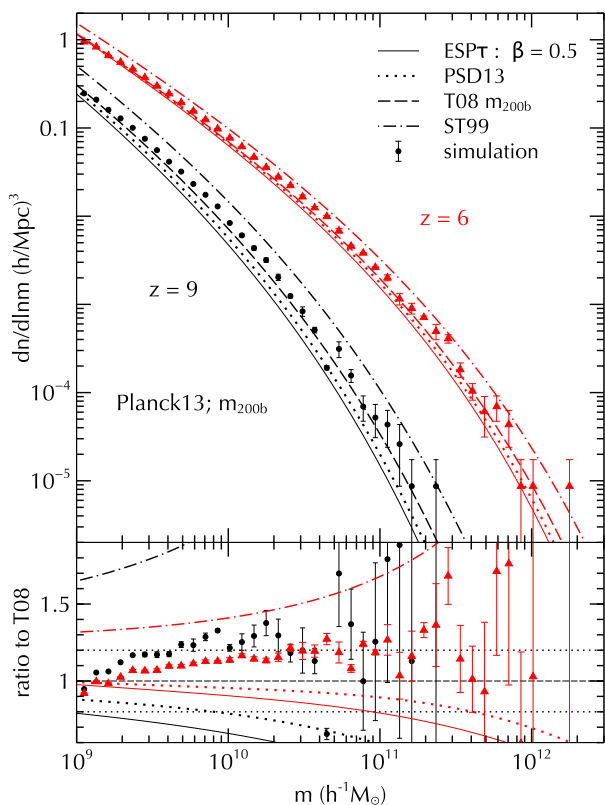 1
0.1
10⁻⁴
10⁻⁵
dn/dlnm (h/Mpc)³
ESPτ : β = 0.5
PSD13
T08 m₂₀₀b
ST99
simulation
z = 6
z = 9
Planck13; m₂₀₀b
1.5
1
ratio to T08
10⁹ 10¹⁰ 10¹¹ 10¹²
m (h⁻¹M⊙)